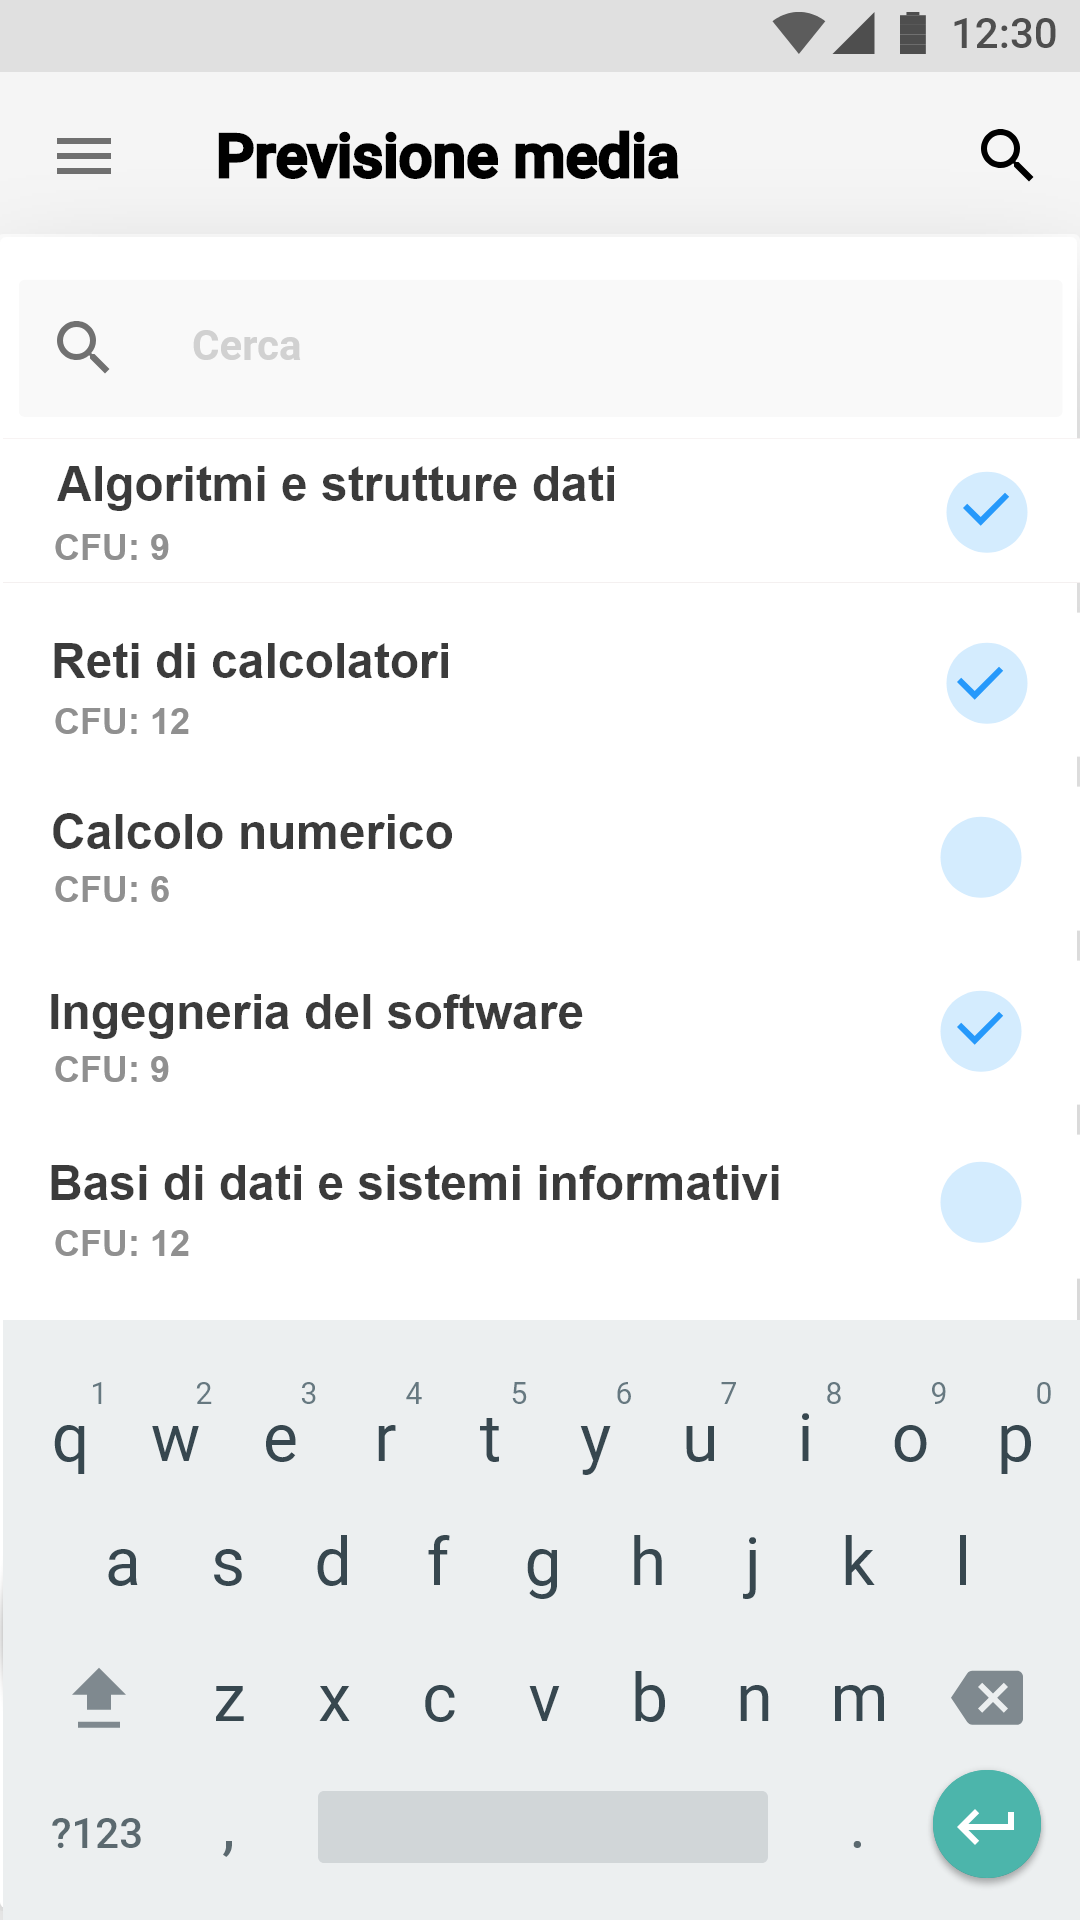 12:30
Previsione media
Cerca
Algoritmi e strutture dati
CFU: 9
Reti di calcolatori
CFU: 12
Calcolo numerico
CFU: 6
Ingegneria del software
CFU: 9
Basi di dati e sistemi informativi
CFU: 12
1 2 3 4 5 6 7 8 9 0
q w e r t y u i o p
a s d f g h j k l
z x c v b n m
?123 , .